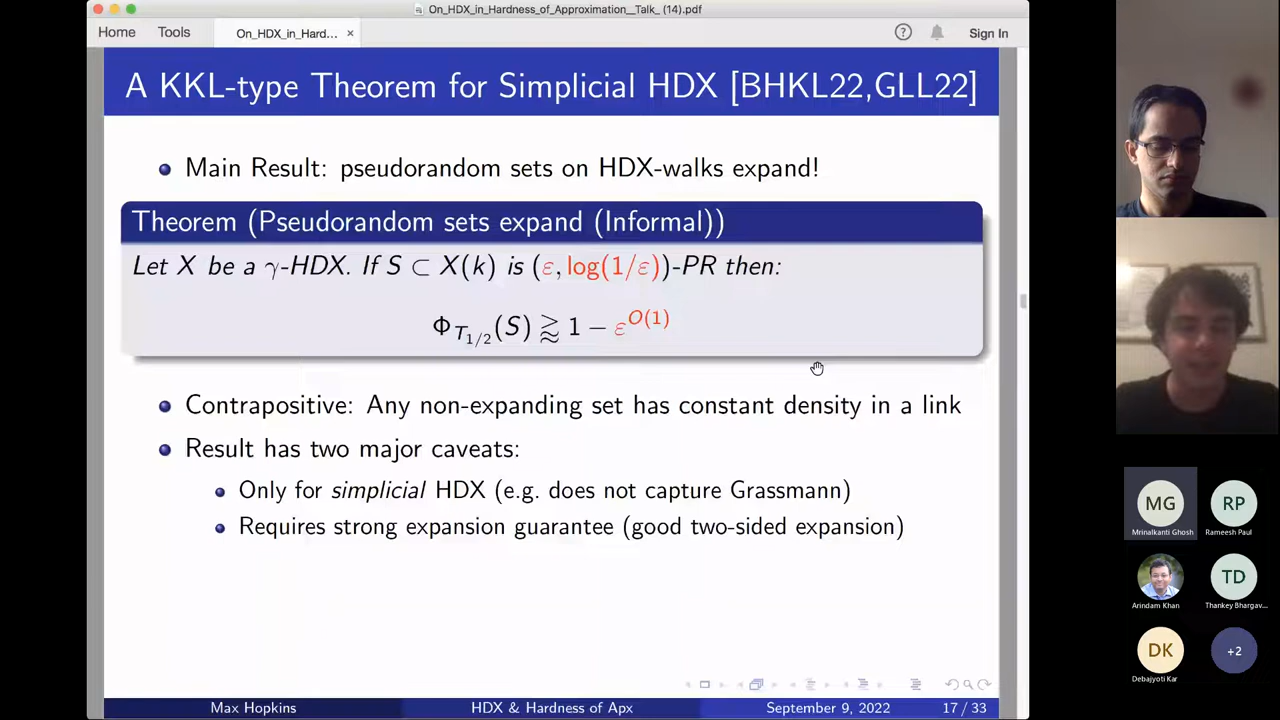 On_HDX_in_Hardness_of_Approximation__Talk_ (14).pdf
Home
Tools
On_HDX_in_Hard...
×
?
Sign In
A KKL-type Theorem for Simplicial HDX [BHKL22,GLL22]
Main Result: pseudorandom sets on HDX-walks expand!
Theorem (Pseudorandom sets expand (Informal))
Let X be a γ-HDX. If S ⊂ X(k) is (ε, log(1/ε))-PR then:
Φ_{T_{1/2}}(S) ⪆ 1 − ε^{O(1)}
Contrapositive: Any non-expanding set has constant density in a link
Result has two major caveats:
Only for simplicial HDX (e.g. does not capture Grassmann)
Requires strong expansion guarantee (good two-sided expansion)
Max Hopkins
HDX & Hardness of Apx
September 9, 2022
17 / 33
MG
Mrinalkanti Ghosh
RP
Rameesh Paul
Arindam Khan
TD
Thankey Bhargav...
DK
Debajyoti Kar
+2